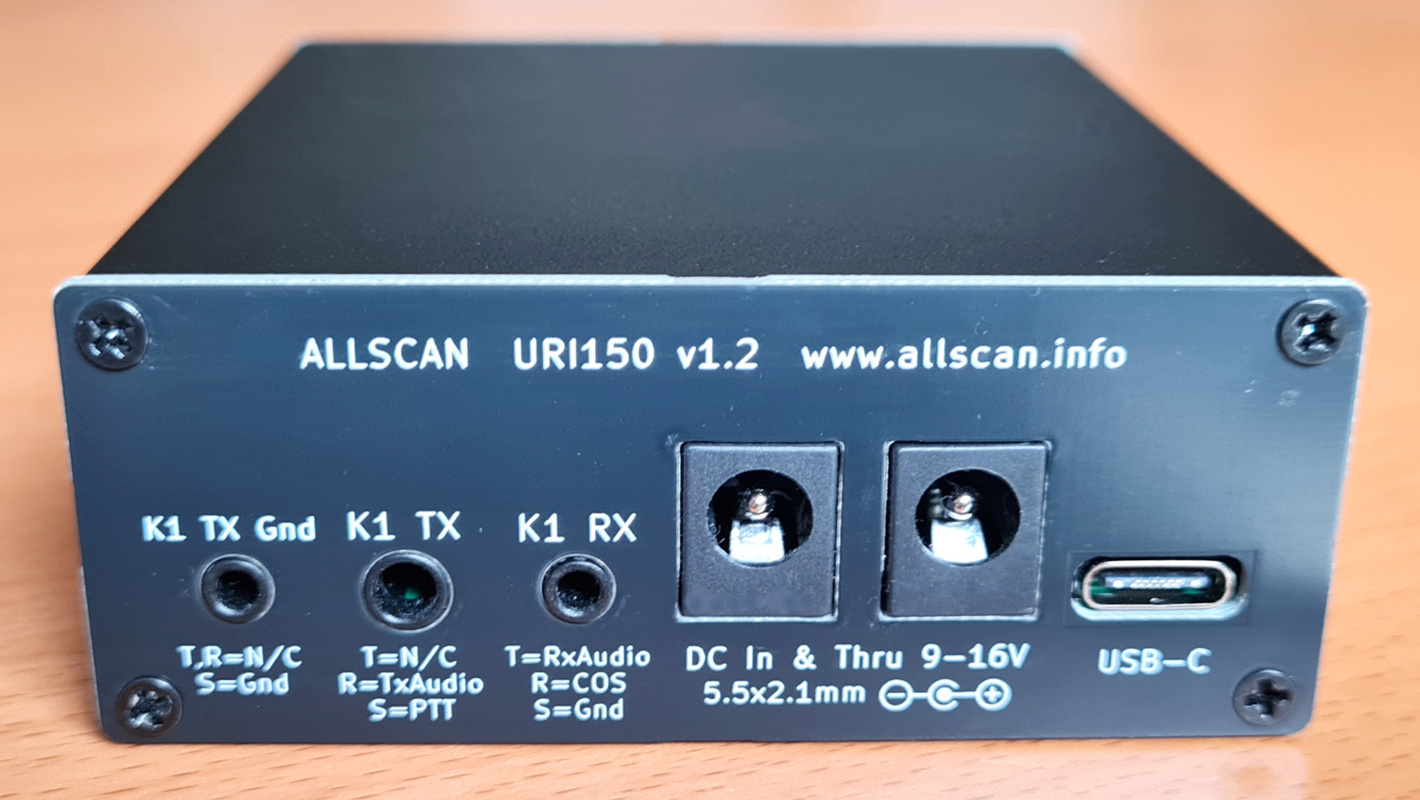 ALLSCAN URI150 v1.2 www.allscan.info
K1 TX Gnd
T,R=N/C
S=Gnd
K1 TX
T=N/C
R=TxAudio
S=PTT
K1 RX
T=RxAudio
R=COS
S=Gnd
DC In & Thru 9-16V
5.5x2.1mm
USB-C